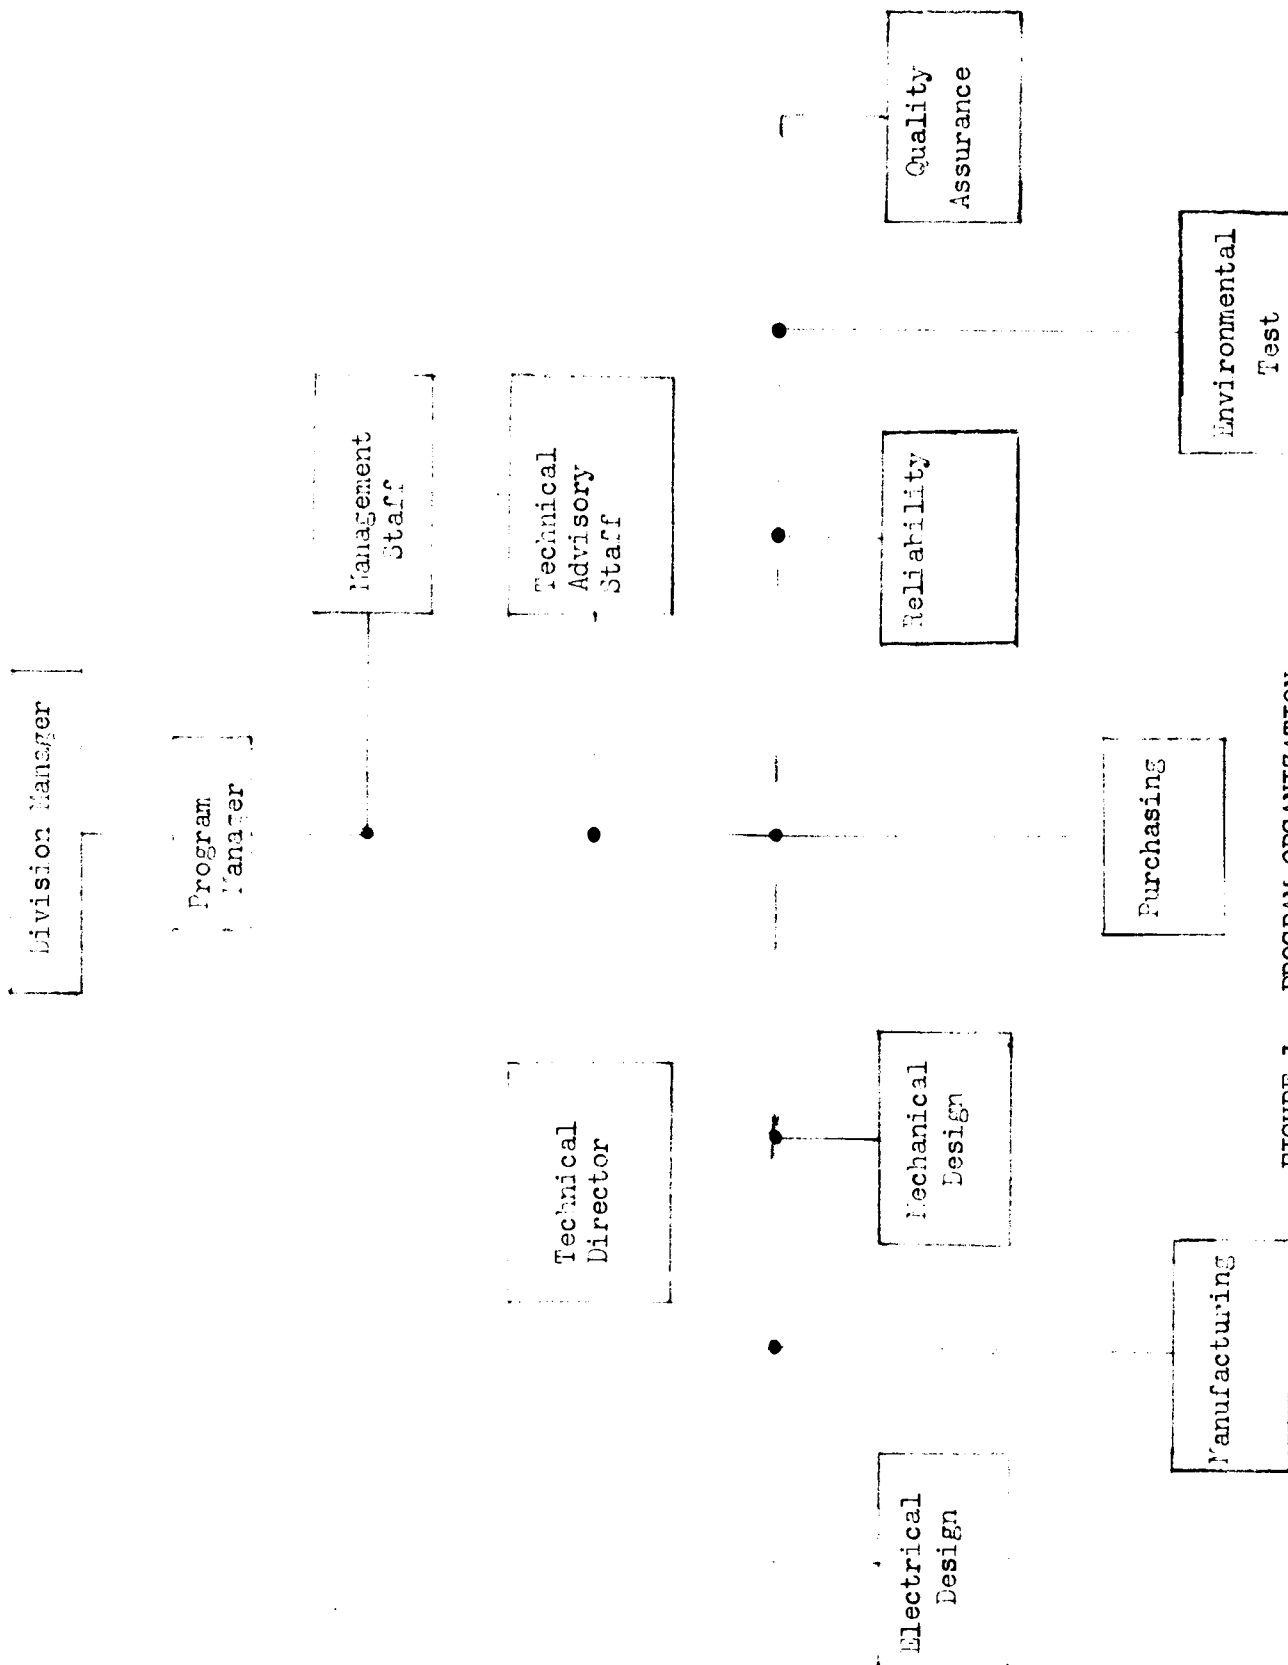 Division Manager
Program
Manager
Management
Staff
Technical
Director
Technical
Advisory
Staff
Electrical
Design
Mechanical
Design
Reliability
Quality
Assurance
Manufacturing
Purchasing
Environmental
Test
PROGRAM ORGANIZATION